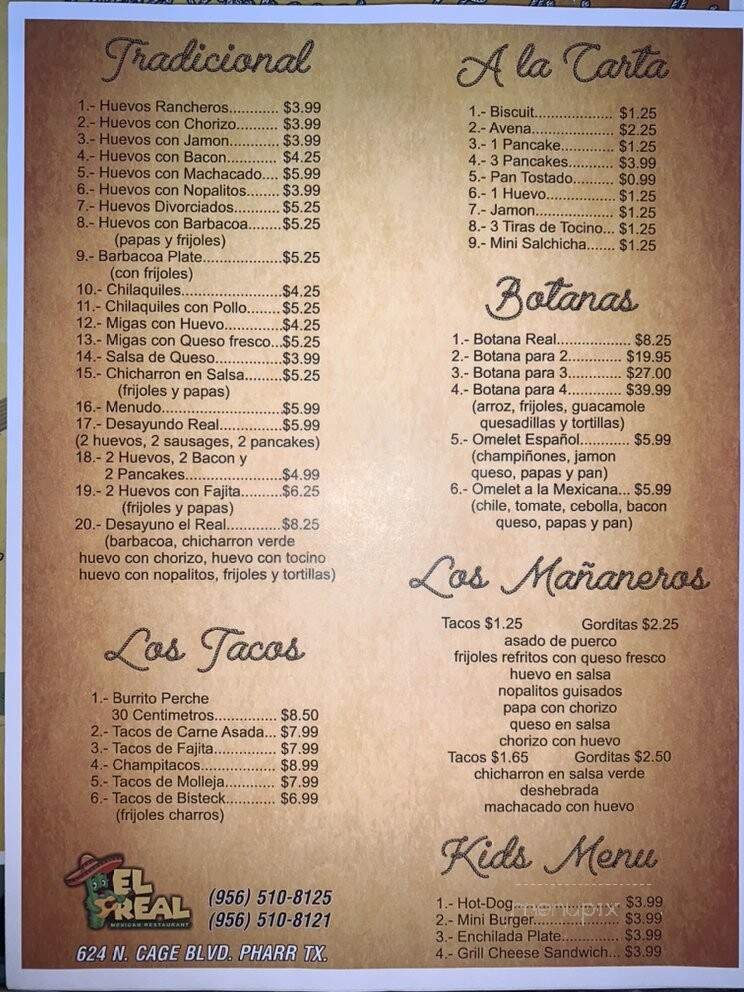 Tradicional
1.- Huevos Rancheros............ $3.99
2.- Huevos con Chorizo.......... $3.99
3.- Huevos con Jamon............ $3.99
4.- Huevos con Bacon............ $4.25
5.- Huevos con Machacado.... $5.99
6.- Huevos con Nopalitos........ $3.99
7.- Huevos Divorciados........... $5.25
8.- Huevos con Barbacoa........ $5.25
(papas y frijoles)
9.- Barbacoa Plate...................$5.25
(con frijoles)
10.- Chilaquiles........................$4.25
11.- Chilaquiles con Pollo........ $5.25
12.- Migas con Huevo..............$4.25
13.- Migas con Queso fresco...$5.25
14.- Salsa de Queso................$3.99
15.- Chicharron en Salsa.........$5.25
(frijoles y papas)
16.- Menudo.............................$5.99
17.- Desayundo Real...............$5.99
(2 huevos, 2 sausages, 2 pancakes)
18.- 2 Huevos, 2 Bacon y
2 Pancakes.......................$4.99
19.- 2 Huevos con Fajita..........$6.25
(frijoles y papas)
20.- Desayuno el Real.............$8.25
(barbacoa, chicharron verde
huevo con chorizo, huevo con tocino
huevo con nopalitos, frijoles y tortillas)
Los Tacos
1.- Burrito Perche
30 Centimetros............... $8.50
2.- Tacos de Carne Asada... $7.99
3.- Tacos de Fajita............... $7.99
4.- Champitacos.................. $8.99
5.- Tacos de Molleja............ $7.99
6.- Tacos de Bisteck............ $6.99
(frijoles charros)
EL
REAL
MEXICAN RESTAURANT
(956) 510-8125
(956) 510-8121
624 N. CAGE BLVD. PHARR TX.
A la Carta
1.- Biscuit................... $1.25
2.- Avena.................... $2.25
3.- 1 Pancake............. $1.25
4.- 3 Pancakes........... $3.99
5.- Pan Tostado.......... $0.99
6.- 1 Huevo................. $1.25
7.- Jamon................... $1.25
8.- 3 Tiras de Tocino... $1.25
9.- Mini Salchicha....... $1.25
Botanas
1.- Botana Real.................. $8.25
2.- Botana para 2.............. $19.95
3.- Botana para 3.............. $27.00
4.- Botana para 4.............. $39.99
(arroz, frijoles, guacamole
quesadillas y tortillas)
5.- Omelet Español............ $5.99
(champiñones, jamon
queso, papas y pan)
6.- Omelet a la Mexicana... $5.99
(chile, tomate, cebolla, bacon
queso, papas y pan)
Los Mañaneros
Tacos $1.25 Gorditas $2.25
asado de puerco
frijoles refritos con queso fresco
huevo en salsa
nopalitos guisados
papa con chorizo
queso en salsa
chorizo con huevo
Tacos $1.65 Gorditas $2.50
chicharron en salsa verde
deshebrada
machacado con huevo
Kids Menu
1.- Hot-Dog.......................... $3.99
menupix
2.- Mini Burger..................... $3.99
3.- Enchilada Plate.............. $3.99
4.- Grill Cheese Sandwich... $3.99